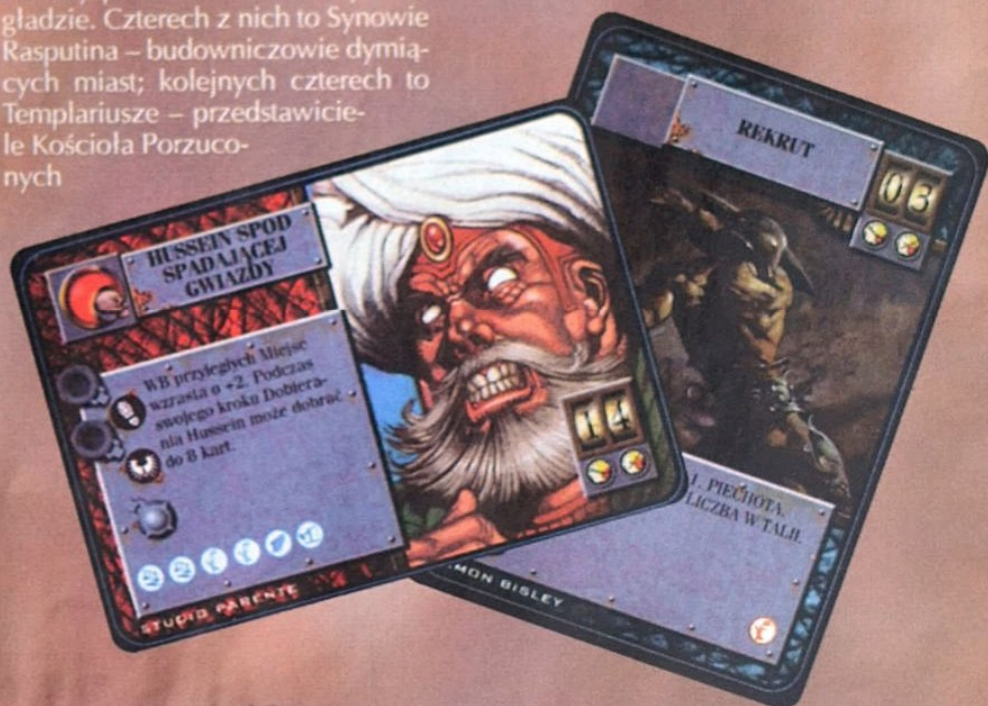 gładzie. Czterech z nich to Synowie
Rasputina – budowniczowie dymią-
cych miast; kolejnych czterech to
Templariusze – przedstawicie-
le Kościoła Porzuco-
nych
HUSSEIN SPOD
SPADAJĄCEJ
GWIAZDY
WB przyległych Miejsc
wzrasta o +2. Podczas
swojego kroku Dobiera-
nia Hussein może dobrać
do 8 kart.
14
STUDIO PARENTE
REKRUT
03
1. PIECHOTA.
LICZBA W TALII.
MON BISLEY